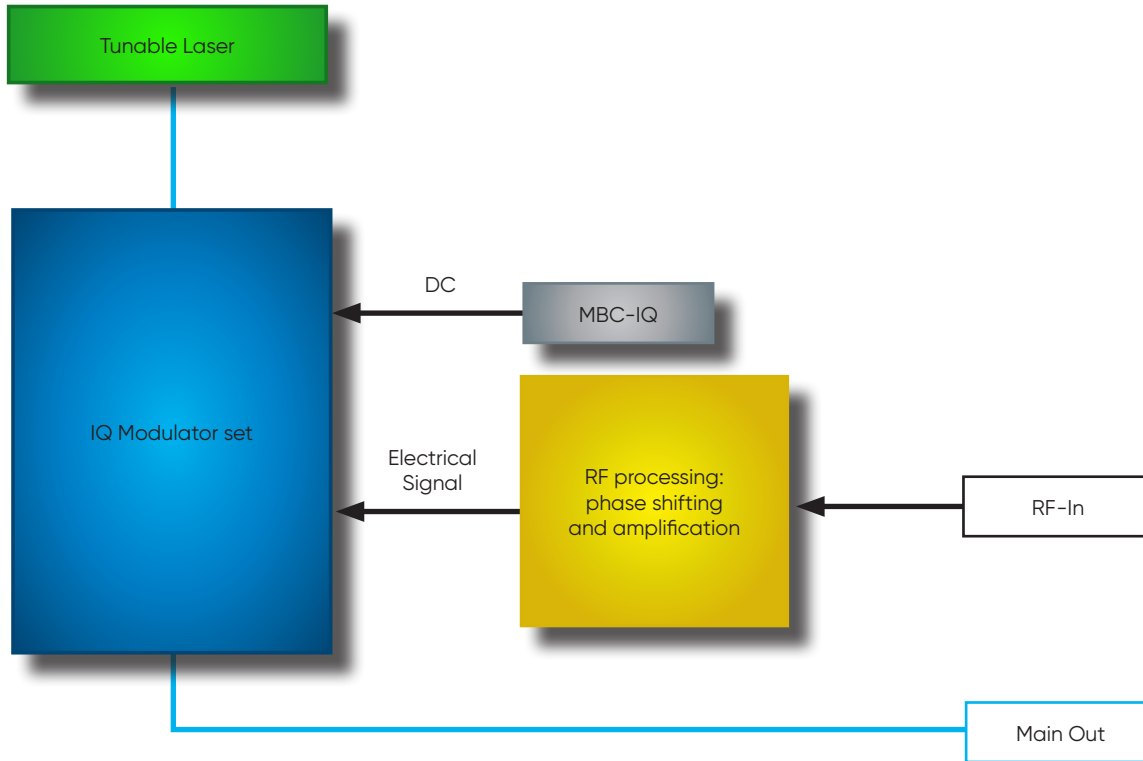 Tunable Laser
DC
MBC-IQ
IQ Modulator set
Electrical
Signal
RF processing:
phase shifting
and amplification
RF-In
Main Out